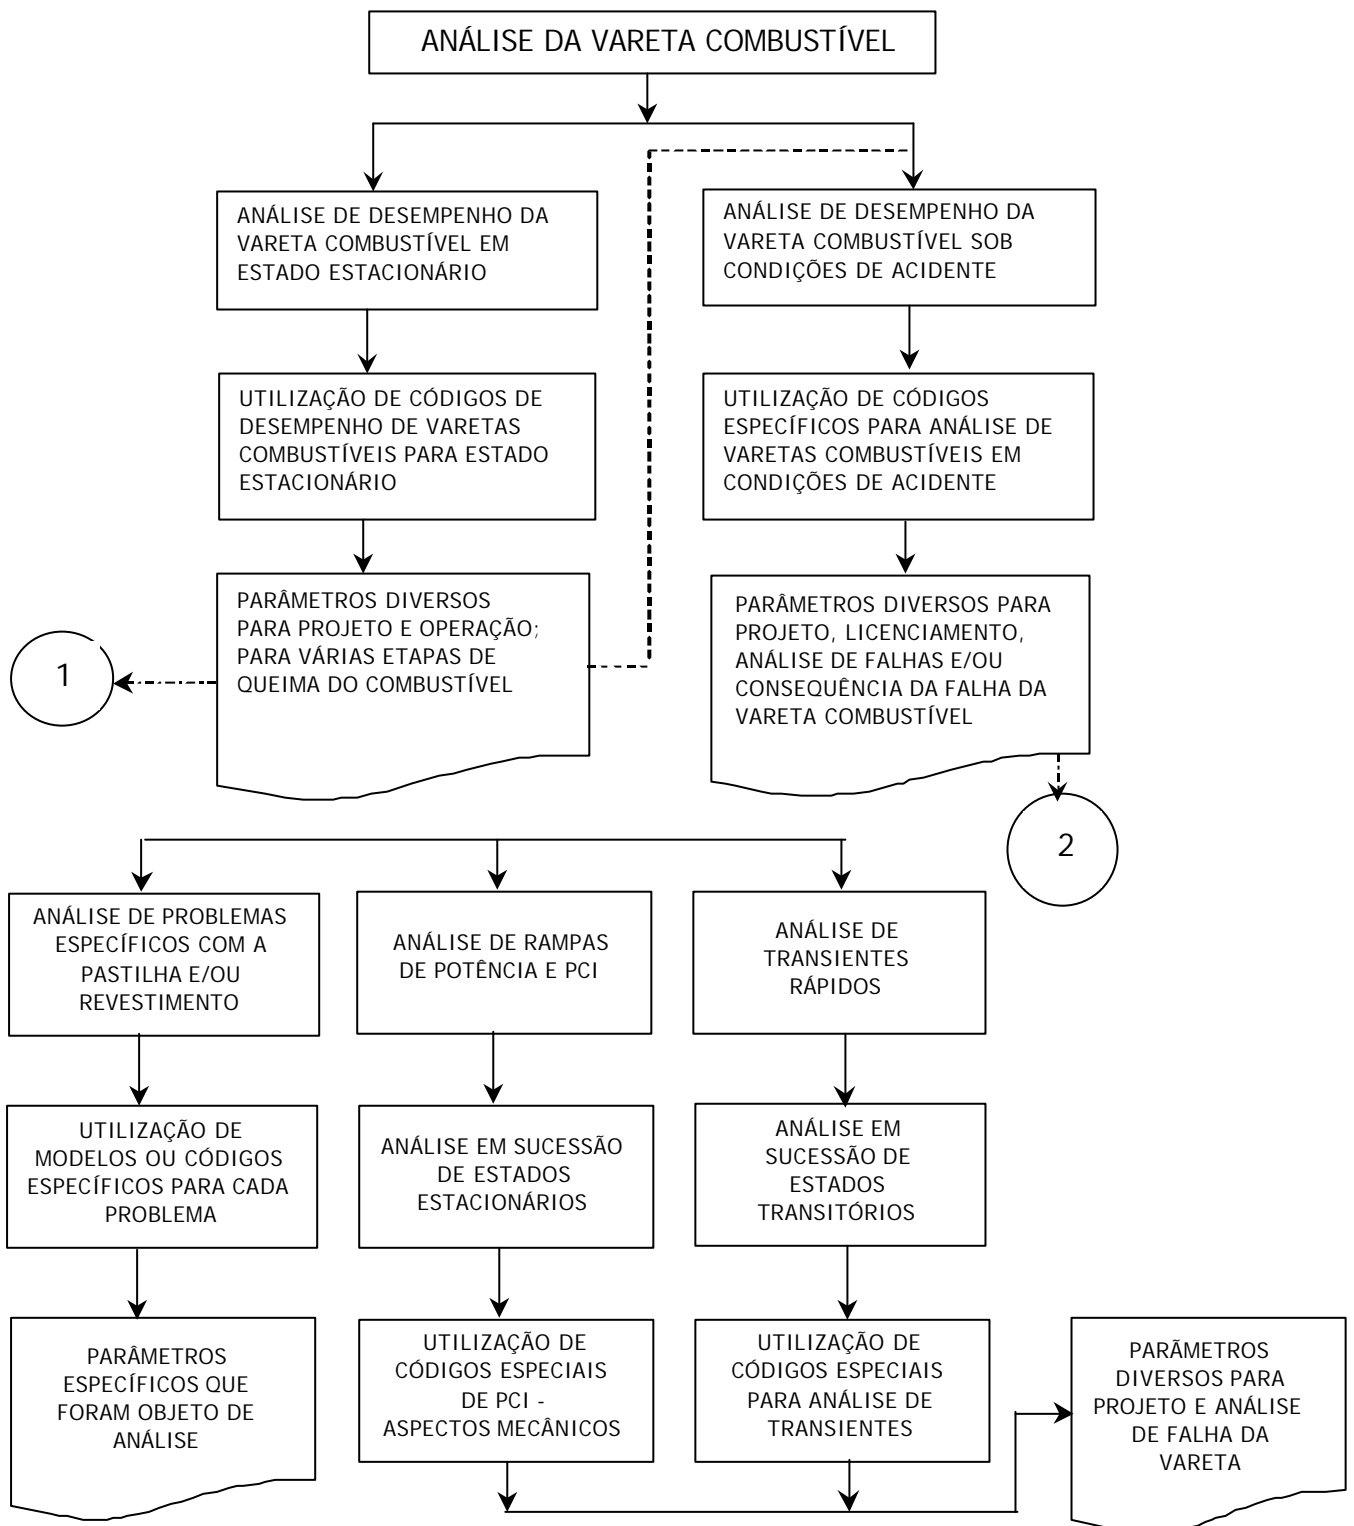 ANÁLISE DA VARETA COMBUSTÍVEL
ANÁLISE DE DESEMPENHO DA
VARETA COMBUSTÍVEL EM
ESTADO ESTACIONÁRIO
ANÁLISE DE DESEMPENHO DA
VARETA COMBUSTÍVEL SOB
CONDIÇÕES DE ACIDENTE
UTILIZAÇÃO DE CÓDIGOS DE
DESEMPENHO DE VARETAS
COMBUSTÍVEIS PARA ESTADO
ESTACIONÁRIO
UTILIZAÇÃO DE CÓDIGOS
ESPECÍFICOS PARA ANÁLISE DE
VARETAS COMBUSTÍVEIS EM
CONDIÇÕES DE ACIDENTE
PARÂMETROS DIVERSOS
PARA PROJETO E OPERAÇÃO;
PARA VÁRIAS ETAPAS DE
QUEIMA DO COMBUSTÍVEL
PARÂMETROS DIVERSOS PARA
PROJETO, LICENCIAMENTO,
ANÁLISE DE FALHAS E/OU
CONSEQUÊNCIA DA FALHA DA
VARETA COMBUSTÍVEL
1
2
ANÁLISE DE PROBLEMAS
ESPECÍFICOS COM A
PASTILHA E/OU
REVESTIMENTO
ANÁLISE DE RAMPAS
DE POTÊNCIA E PCI
ANÁLISE DE
TRANSIENTES
RÁPIDOS
UTILIZAÇÃO DE
MODELOS OU CÓDIGOS
ESPECÍFICOS PARA CADA
PROBLEMA
ANÁLISE EM SUCESSÃO
DE ESTADOS
ESTACIONÁRIOS
ANÁLISE EM
SUCESSÃO DE
ESTADOS
TRANSITÓRIOS
PARÂMETROS
ESPECÍFICOS QUE
FORAM OBJETO DE
ANÁLISE
UTILIZAÇÃO DE
CÓDIGOS ESPECIAIS
DE PCI -
ASPECTOS MECÂNICOS
UTILIZAÇÃO DE
CÓDIGOS ESPECIAIS
PARA ANÁLISE DE
TRANSIENTES
PARÃMETROS
DIVERSOS PARA
PROJETO E ANÁLISE
DE FALHA DA
VARETA